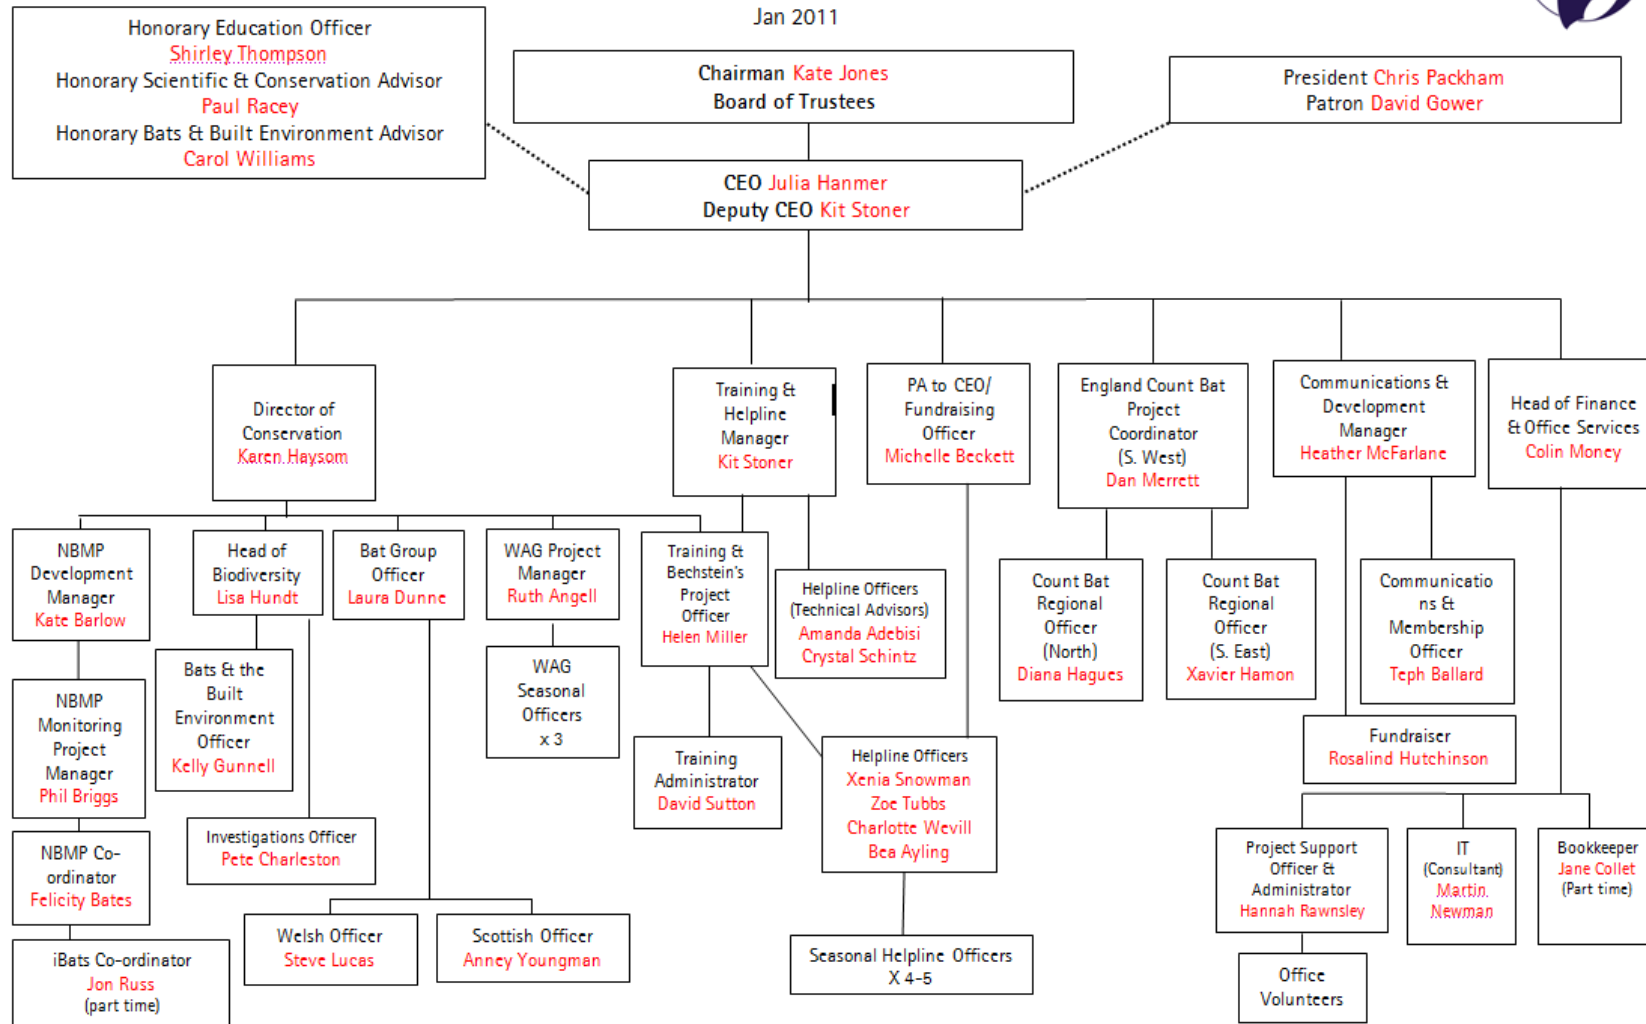 Jan 2011
Honorary Education Officer
Shirley Thompson
Honorary Scientific & Conservation Advisor
Paul Racey
Honorary Bats & Built Environment Advisor
Carol Williams
Chairman Kate Jones
Board of Trustees
President Chris Packham
Patron David Gower
CEO Julia Hanmer
Deputy CEO Kit Stoner
Director of
Conservation
Karen Haysom
Training &
Helpline
Manager
Kit Stoner
PA to CEO/
Fundraising
Officer
Michelle Beckett
England Count Bat
Project
Coordinator
(S. West)
Dan Merrett
Communications &
Development
Manager
Heather McFarlane
Head of Finance
& Office Services
Colin Money
NBMP
Development
Manager
Kate Barlow
Head of
Biodiversity
Lisa Hundt
Bat Group
Officer
Laura Dunne
WAG Project
Manager
Ruth Angell
Training &
Bechstein's
Project
Officer
Helen Miller
Helpline Officers
(Technical Advisors)
Amanda Adebisi
Crystal Schintz
Count Bat
Regional
Officer
(North)
Diana Hagues
Count Bat
Regional
Officer
(S. East)
Xavier Hamon
Communicatio
ns &
Membership
Officer
Teph Ballard
NBMP
Monitoring
Project
Manager
Phil Briggs
Bats & the
Built
Environment
Officer
Kelly Gunnell
WAG
Seasonal
Officers
x 3
Training
Administrator
David Sutton
Helpline Officers
Xenia Snowman
Zoe Tubbs
Charlotte Wevill
Bea Ayling
Fundraiser
Rosalind Hutchinson
NBMP Co-
ordinator
Felicity Bates
Investigations Officer
Pete Charleston
Project Support
Officer &
Administrator
Hannah Rawnsley
IT
(Consultant)
Martin
Newman
Bookkeeper
Jane Collet
(Part time)
iBats Co-ordinator
Jon Russ
(part time)
Welsh Officer
Steve Lucas
Scottish Officer
Anney Youngman
Seasonal Helpline Officers
X 4-5
Office
Volunteers